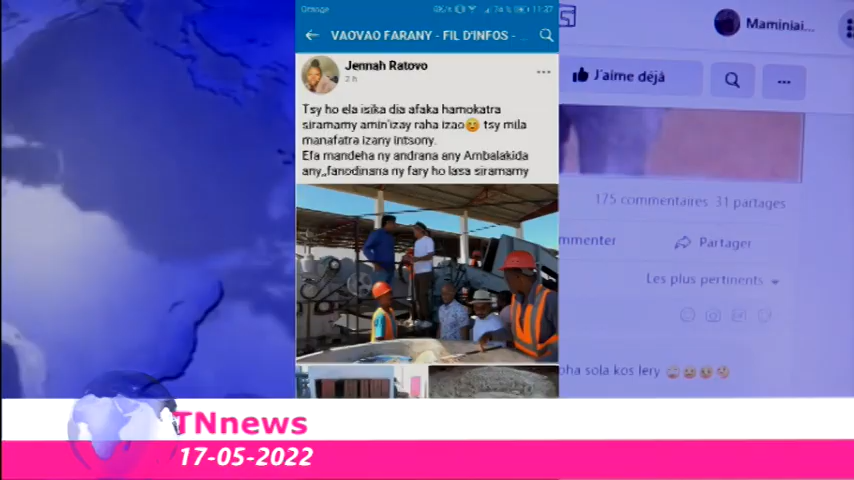 Orange
74 % 11:27
VAOVAO FARANY - FIL D'INFOS - ...
Jennah Ratovo
2 h
Tsy ho ela isika dia afaka hamokatra
siramamy amin'izay raha izao😊 tsy mila
manafatra izany intsony.
Efa mandeha ny andrana any Ambalakida
any,,fanodinana ny fary ho lasa siramamy
Maminiai...
J'aime déjà
175 commentaires 31 partages
mmenter
Partager
Les plus pertinents
sola kos lery
TNnews
17-05-2022